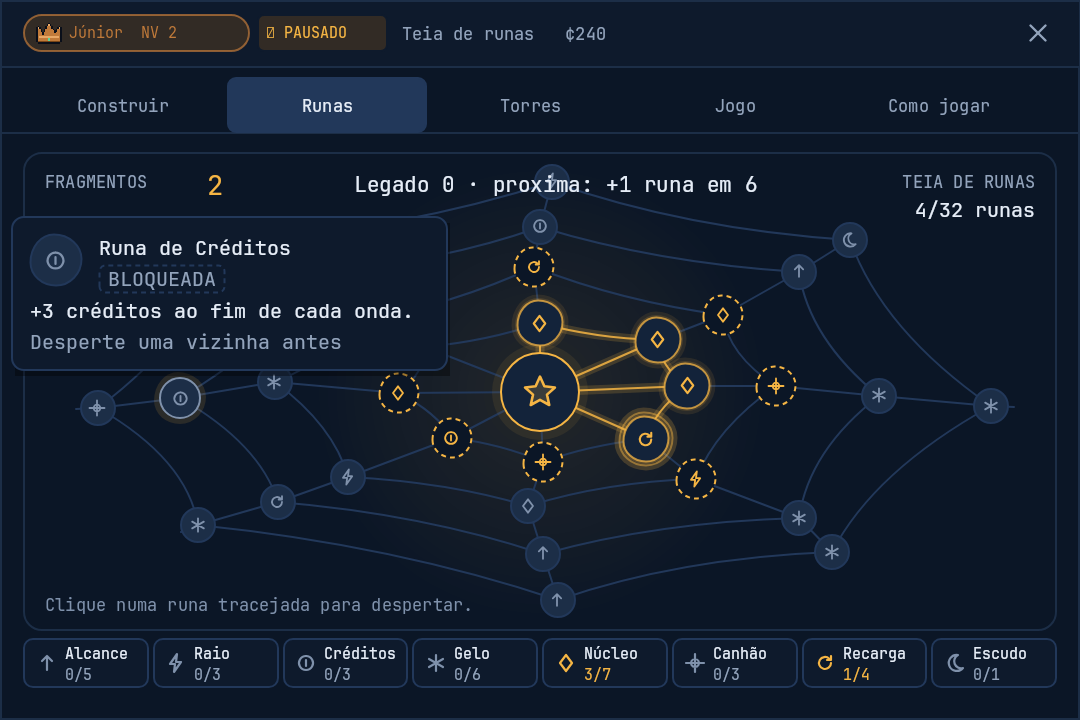 Júnior NV 2
PAUSADO
Teia de runas ₵240
Construir
Runas
Torres
Jogo
Como jogar
FRAGMENTOS 2
Legado 0 · proxima: +1 runa em 6
TEIA DE RUNAS
4/32 runas
Runa de Créditos
BLOQUEADA
+3 créditos ao fim de cada onda.
Desperte uma vizinha antes
Clique numa runa tracejada para despertar.
Alcance
0/5
Raio
0/3
Créditos
0/3
Gelo
0/6
Núcleo
3/7
Canhão
0/3
Recarga
1/4
Escudo
0/1